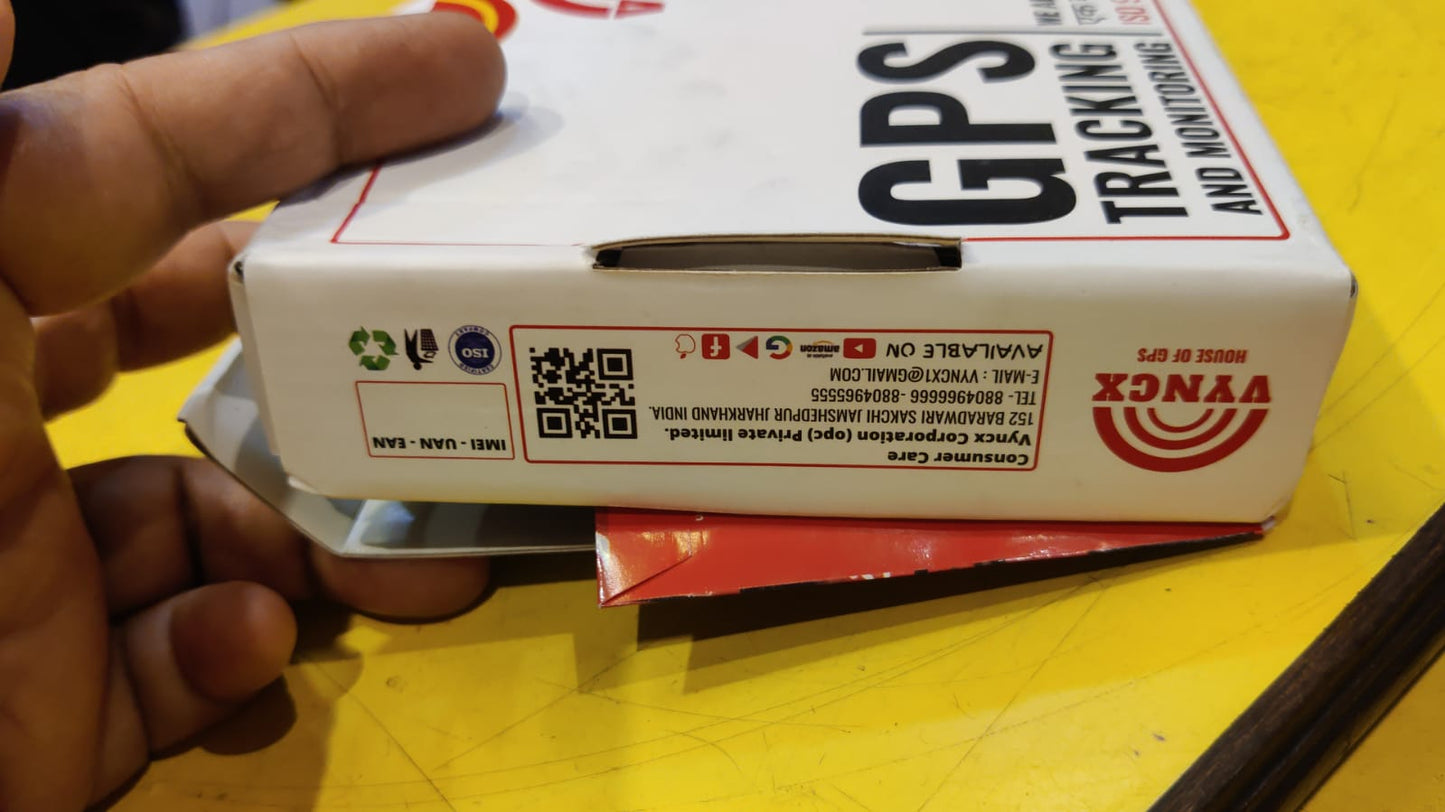 GPS
TRACKING
AND MONITORING
VYNCX
HOUSE OF GPS
Consumer Care
Vyncx Corporation (opc) Private limited.
152 BARADWARI SAKCHI JAMSHEDPUR JHARKHAND INDIA.
TEL- 8804966666 - 8804965555
E-MAIL : VYNCX1@GMAIL.COM
AVAILABLE ON
amazon
IMEI - UAN - EAN
ISO